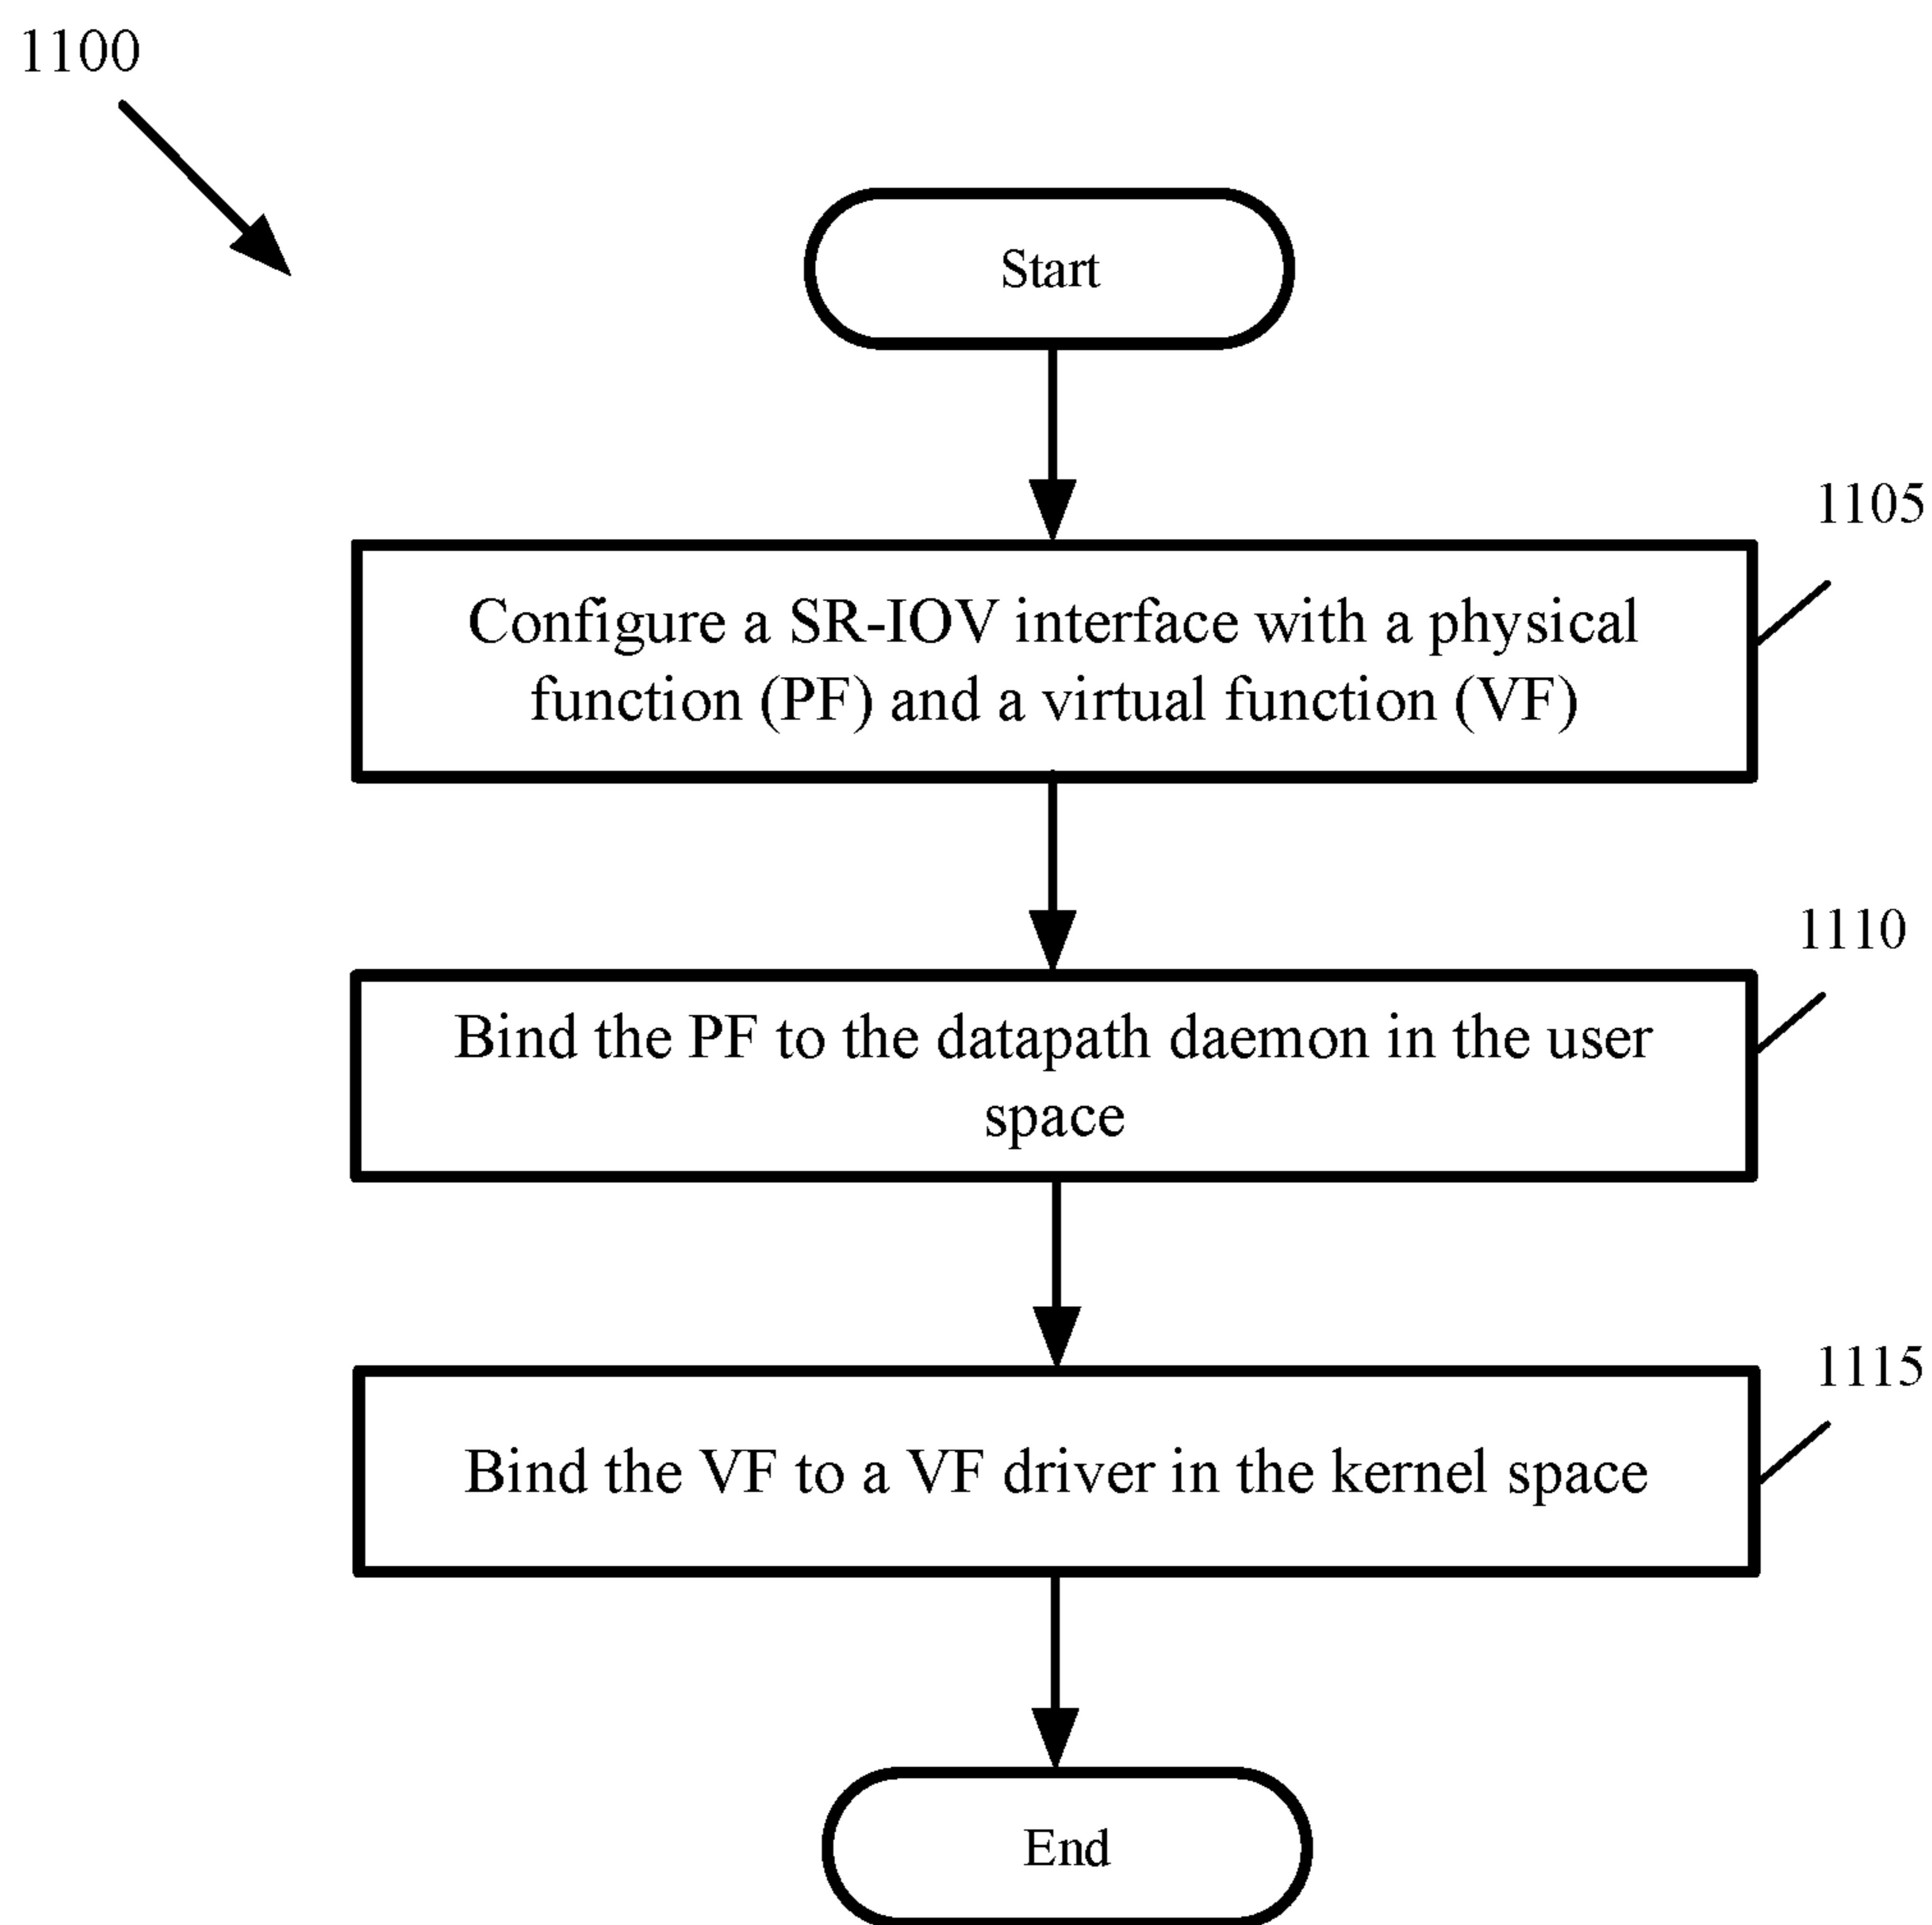 1100
Start
1105
Configure a SR-IOV interface with a physical
function (PF) and a virtual function (VF)
1110
Bind the PF to the datapath daemon in the user
space
1115
Bind the VF to a VF driver in the kernel space
End